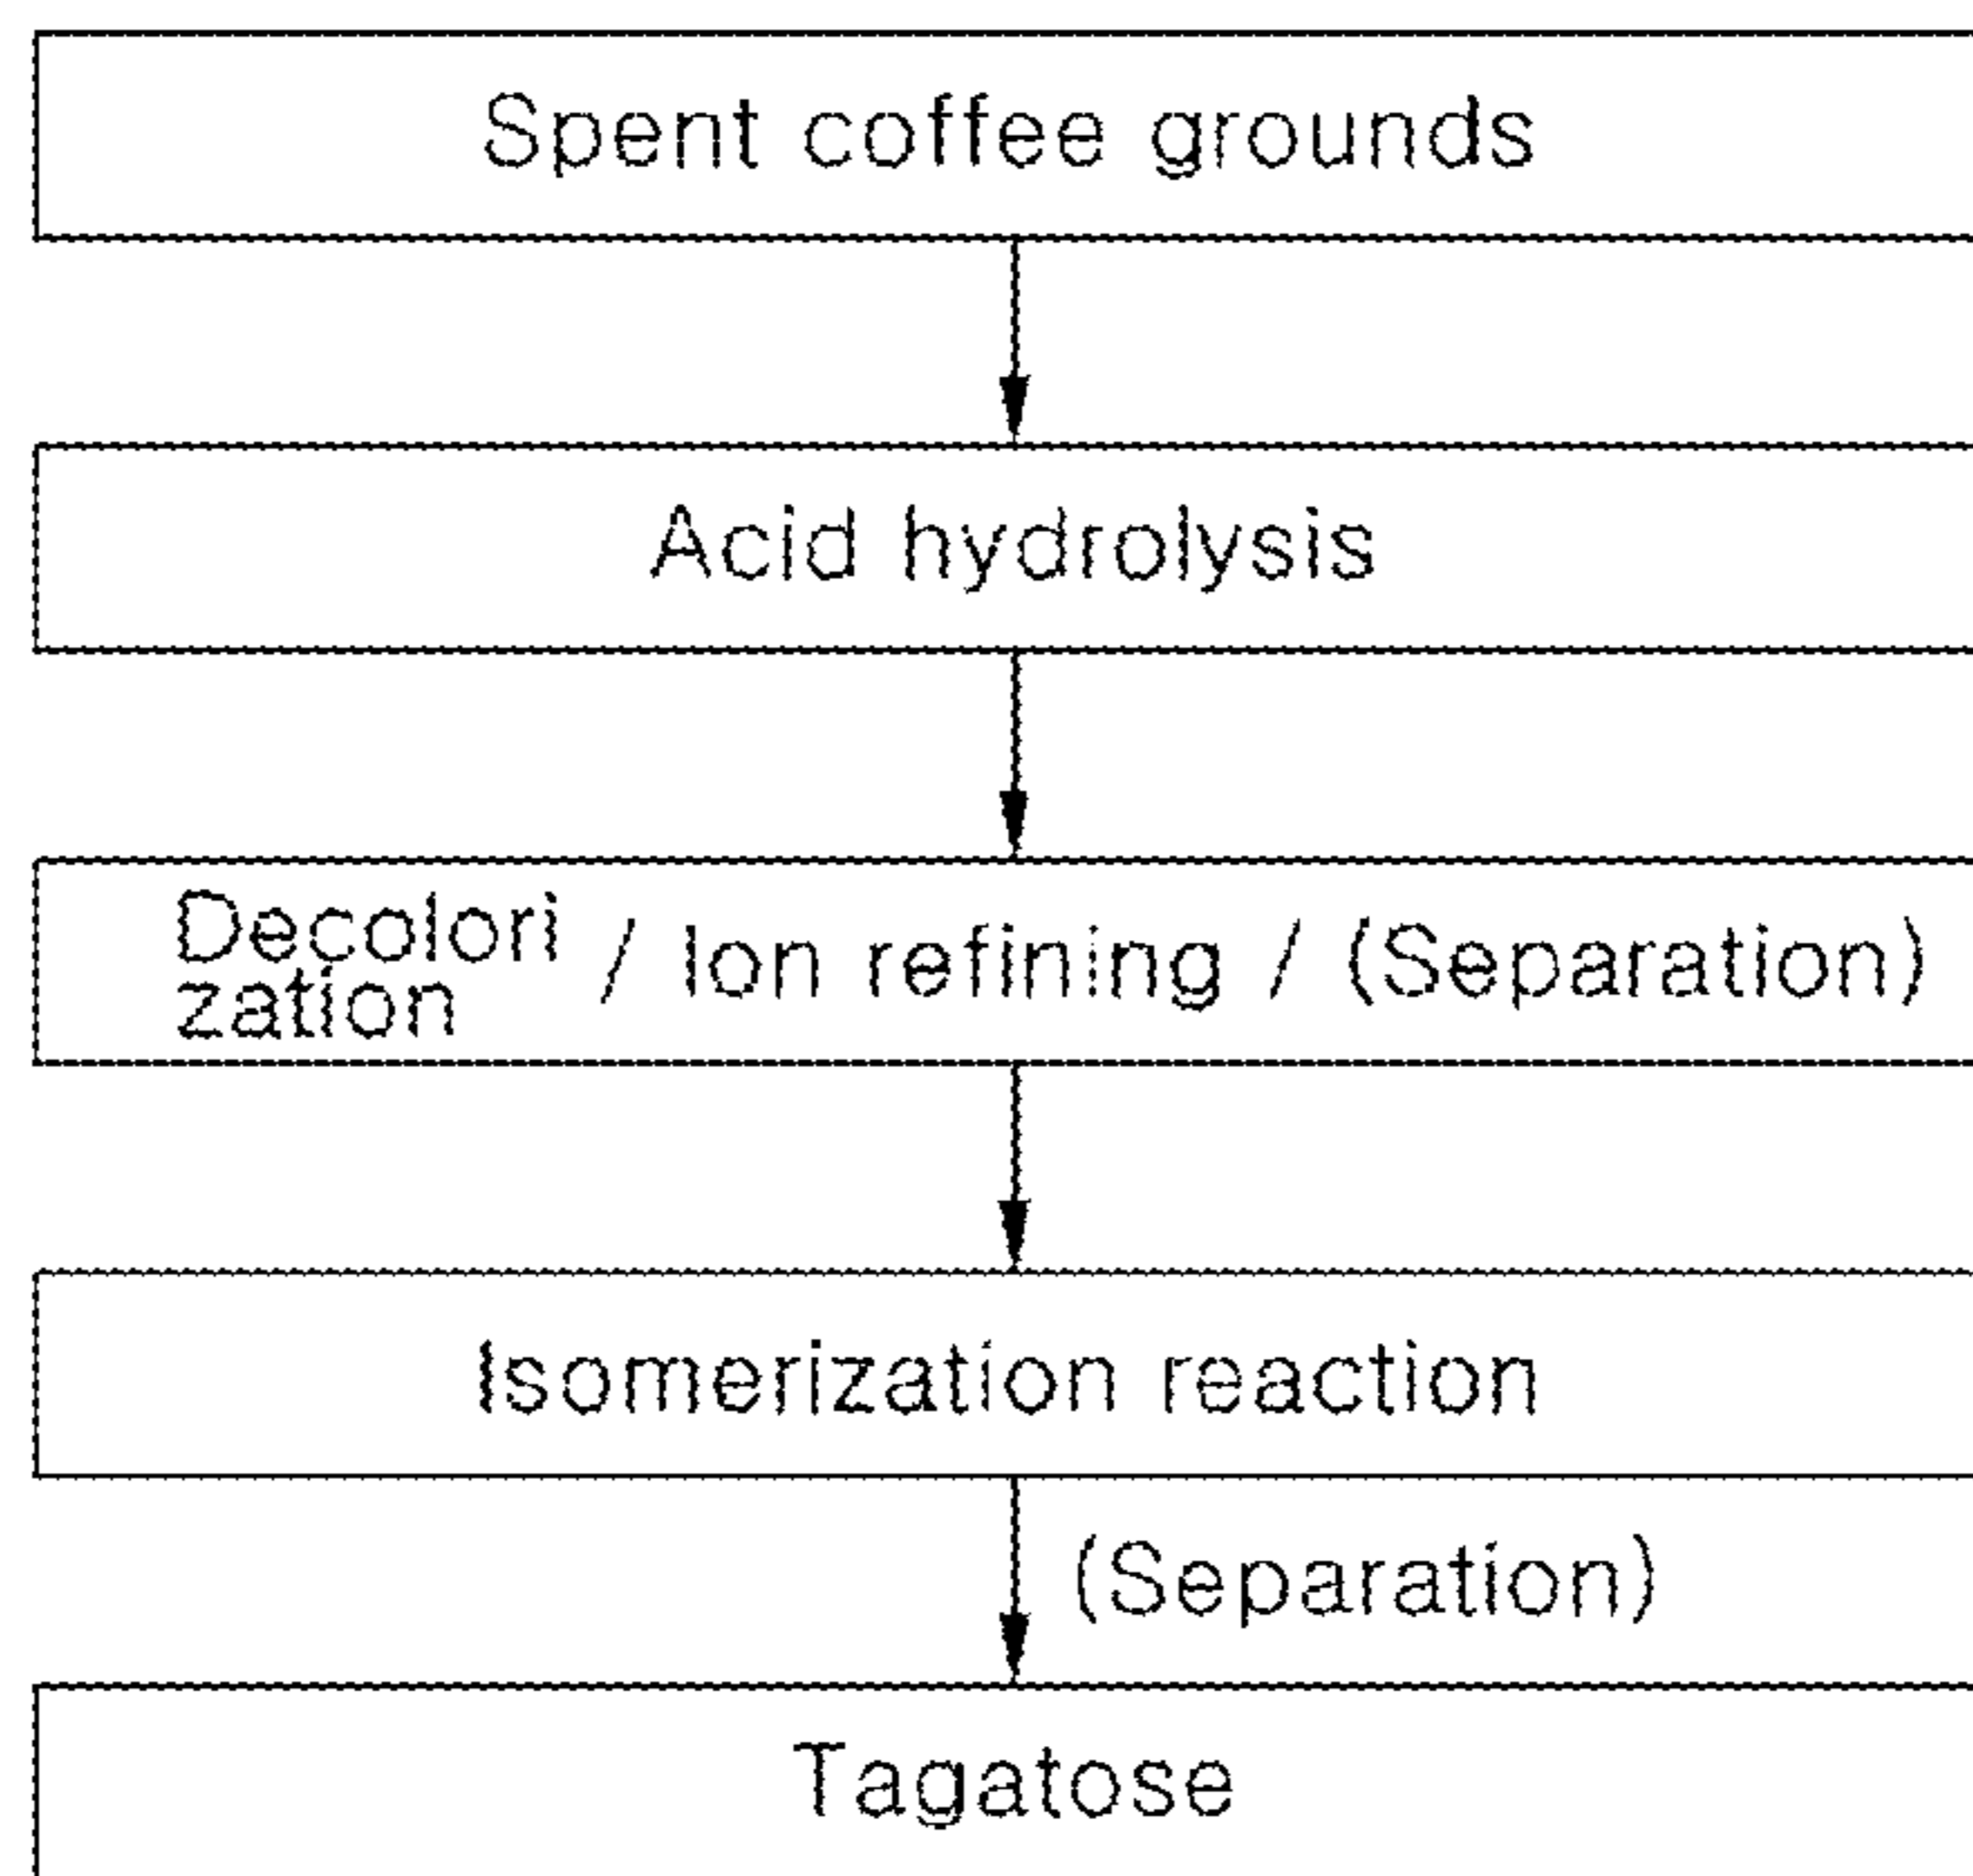 Spent coffee grounds
Acid hydrolysis
Decolori
zation / Ion refining / (Separation)
Isomerization reaction
(Separation)
Tagatose